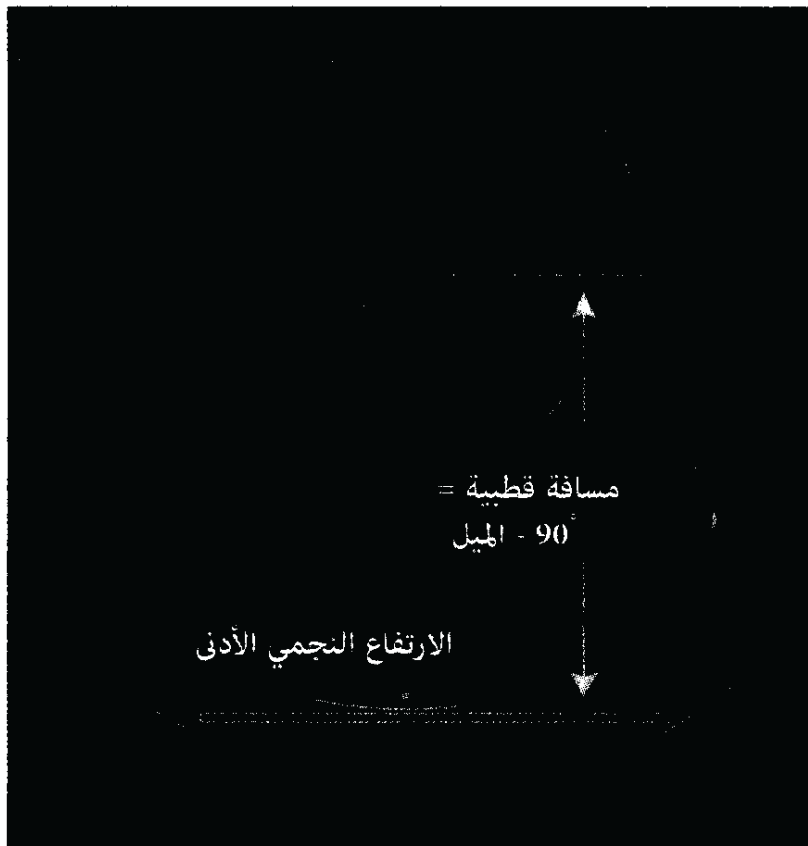 مسافة قطبية =
90° - الميل
الارتفاع النجمي الأدنى